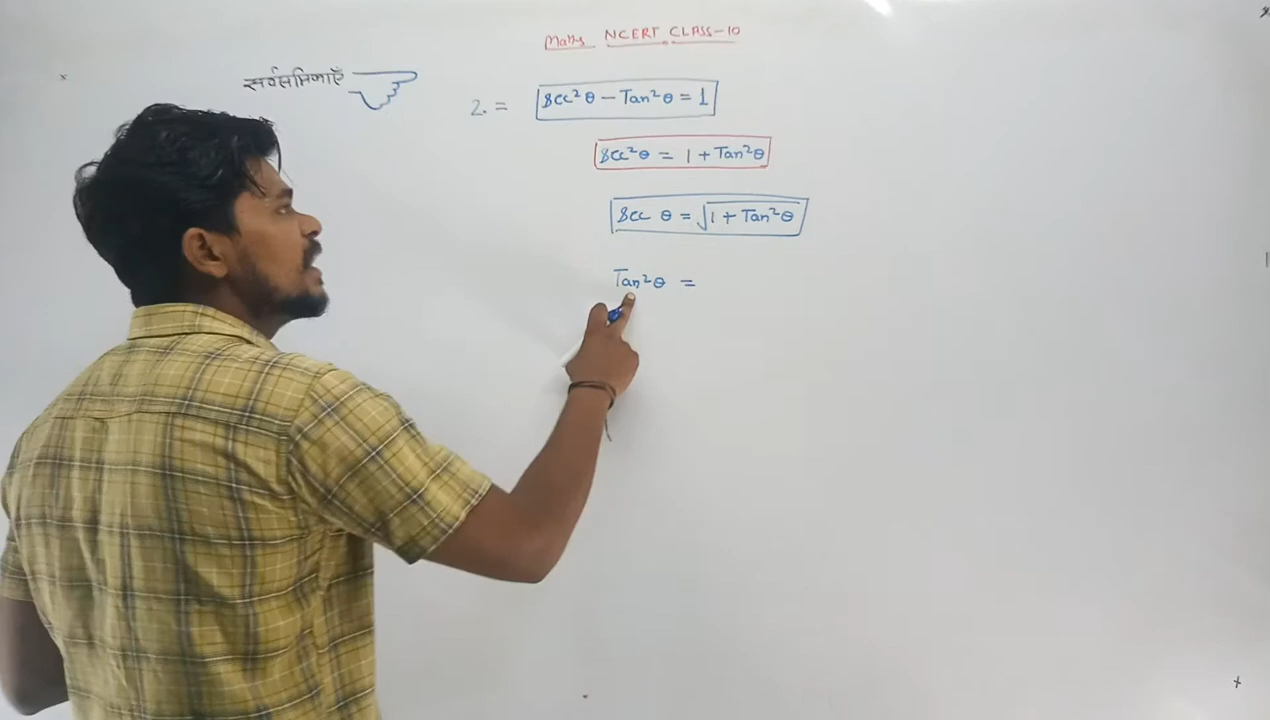 Maths NCERT CLASS-10
सर्वसमिकाएँ
2. = Sec²θ – Tan²θ = 1
Sec²θ = 1 + Tan²θ
Sec θ = √1 + Tan²θ
Tan²θ =